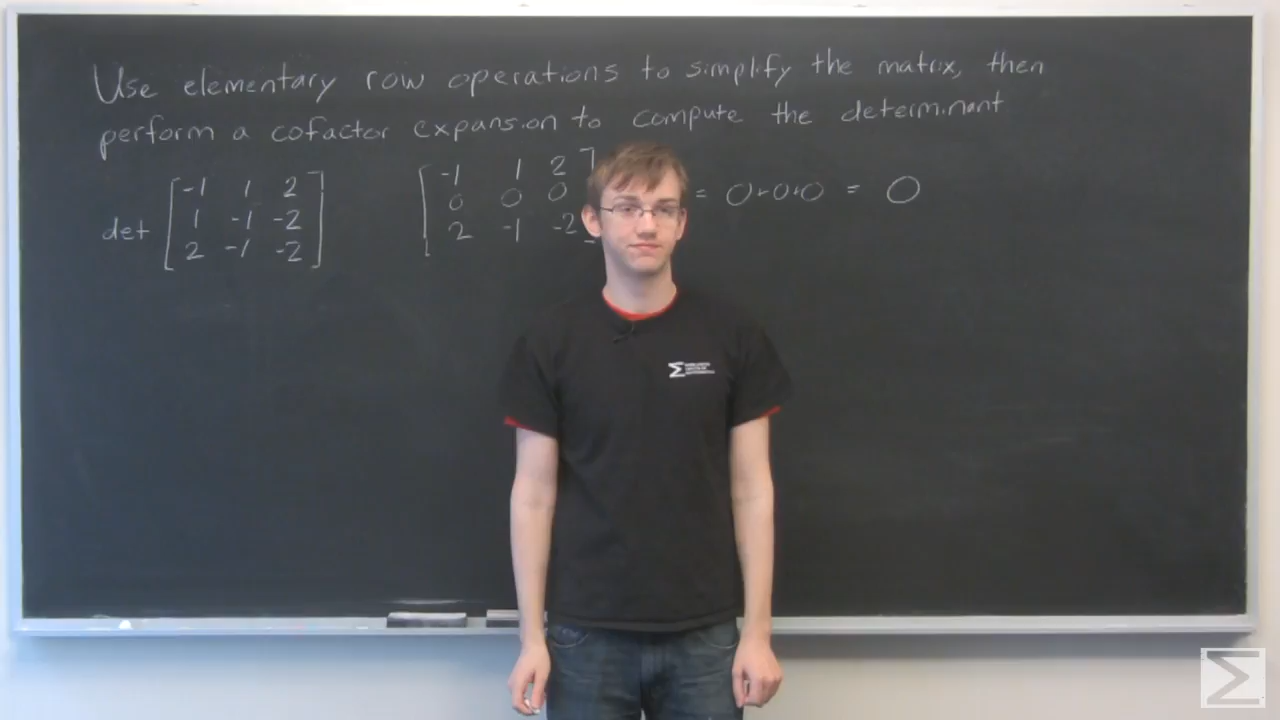 Use elementary row operations to simplify the matrix, then
perform a cofactor expansion to compute the determinant
det [-1 1 2
1 -1 -2
2 -1 -2]
[-1 1 2
0 0 0
2 -1 -2] = 0+0+0 = 0
Σ
Σ